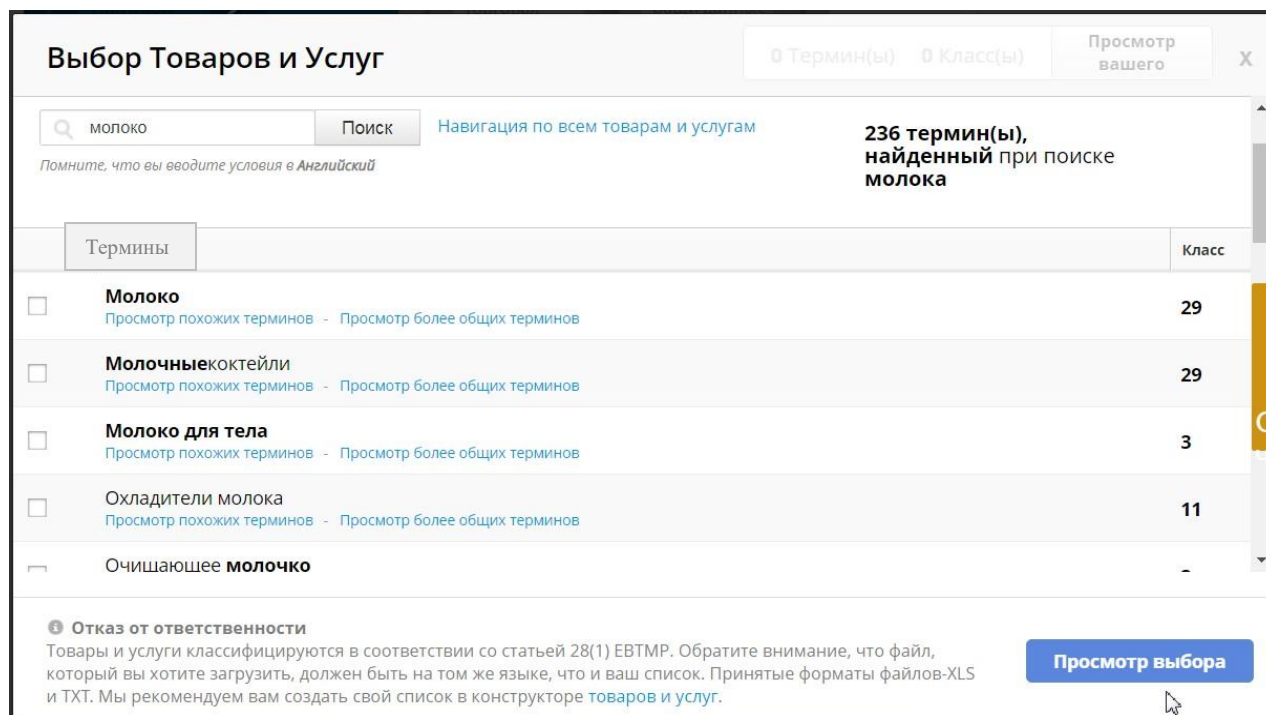 Выбор Товаров и Услуг
0 Термин(ы) 0 Класс(ы)
Просмотр
вашего
X
молоко
Поиск
Навигация по всем товарам и услугам
Помните, что вы вводите условия в Английский
236 термин(ы),
найденный при поиске
молока
Термины
Класс
Молоко
Просмотр похожих терминов - Просмотр более общих терминов
29
Молочныекоктейли
Просмотр похожих терминов - Просмотр более общих терминов
29
Молоко для тела
Просмотр похожих терминов - Просмотр более общих терминов
3
Охладители молока
Просмотр похожих терминов - Просмотр более общих терминов
11
Очищающее молочко
Отказ от ответственности
Товары и услуги классифицируются в соответствии со статьей 28(1) ЕВТМР. Обратите внимание, что файл,
который вы хотите загрузить, должен быть на том же языке, что и ваш список. Принятые форматы файлов-XLS
и TXT. Мы рекомендуем вам создать свой список в конструкторе товаров и услуг.
Просмотр выбора